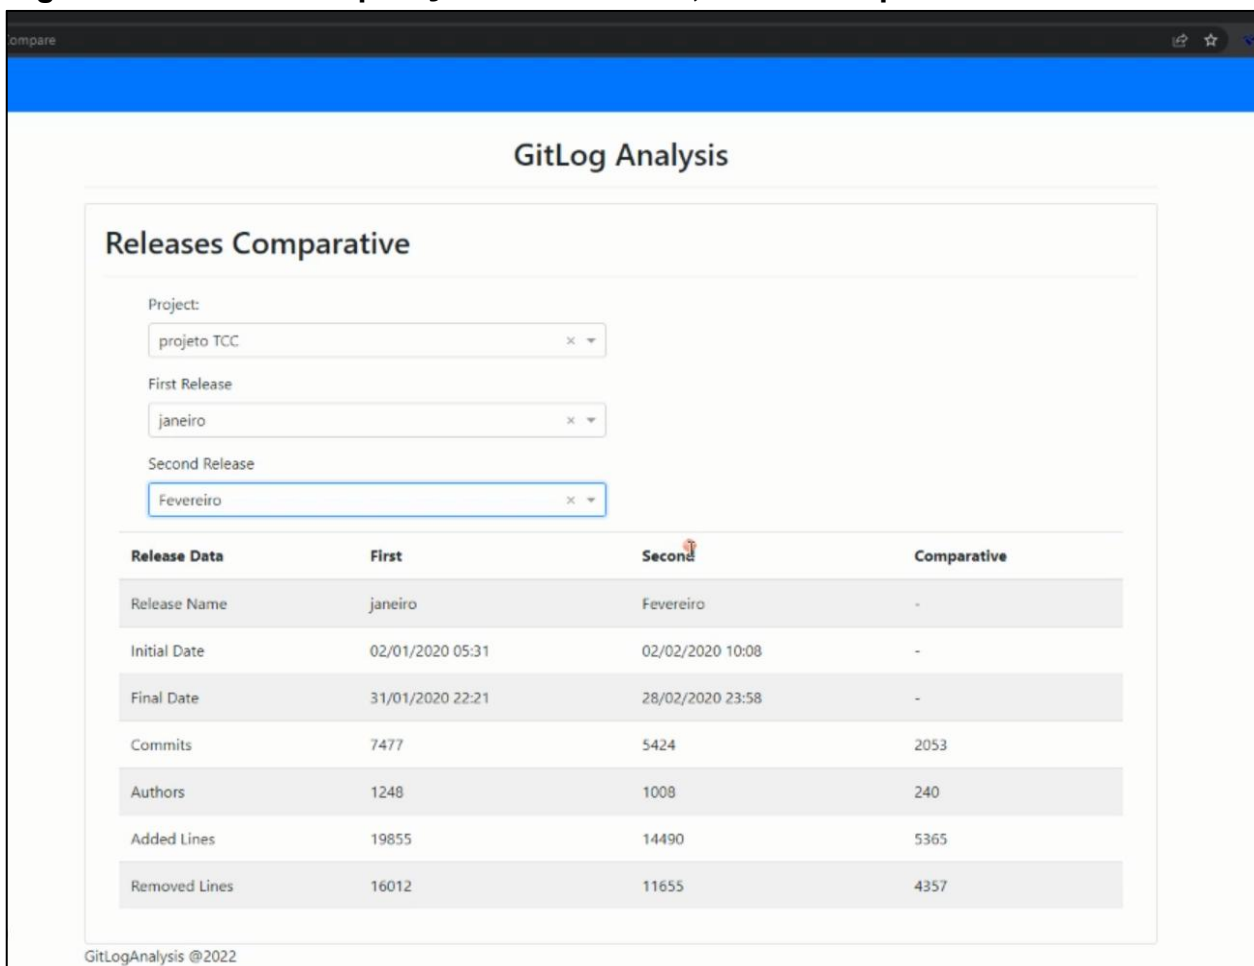 ompare
GitLog Analysis
Releases Comparative
Project:
projeto TCC
First Release
janeiro
Second Release
Fevereiro
Release Data First Second Comparative
Release Name janeiro Fevereiro -
Initial Date 02/01/2020 05:31 02/02/2020 10:08 -
Final Date 31/01/2020 22:21 28/02/2020 23:58 -
Commits 7477 5424 2053
Authors 1248 1008 240
Added Lines 19855 14490 5365
Removed Lines 16012 11655 4357
GitLogAnalysis @2022